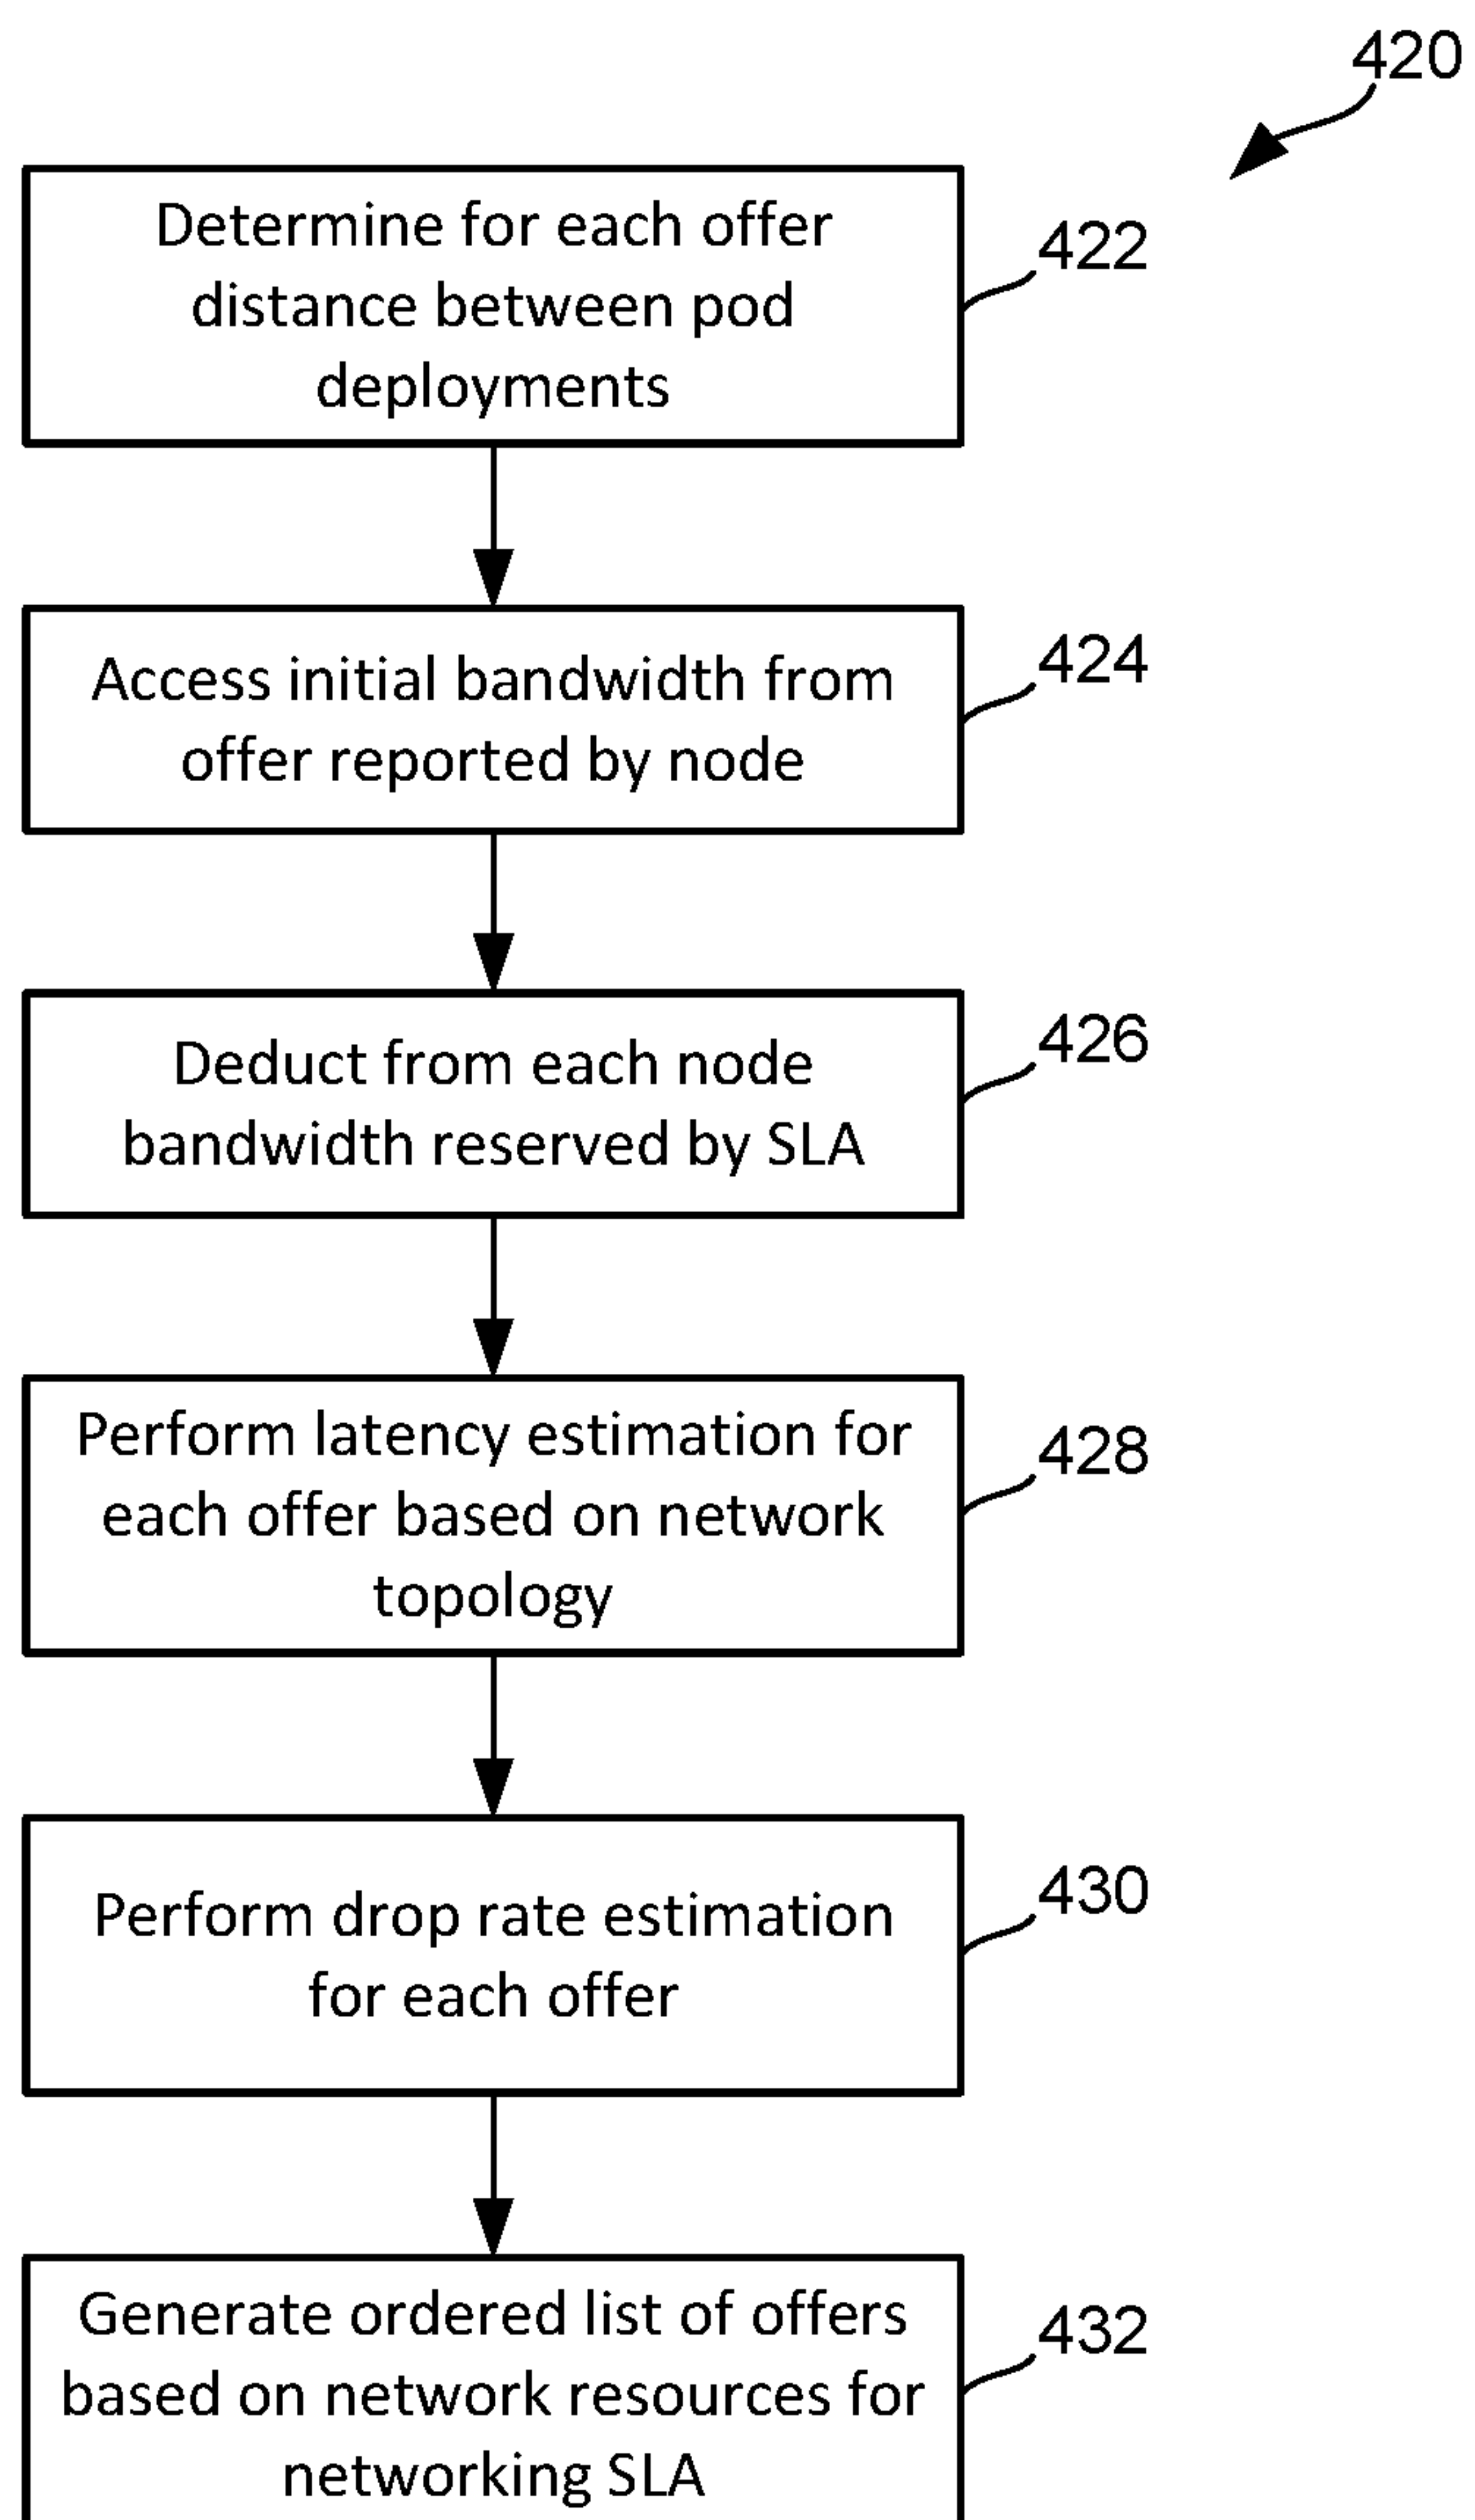 420
Determine for each offer
distance between pod
deployments
422
Access initial bandwidth from
offer reported by node
424
Deduct from each node
bandwidth reserved by SLA
426
Perform latency estimation for
each offer based on network
topology
428
Perform drop rate estimation
for each offer
430
Generate ordered list of offers
based on network resources for
networking SLA
432